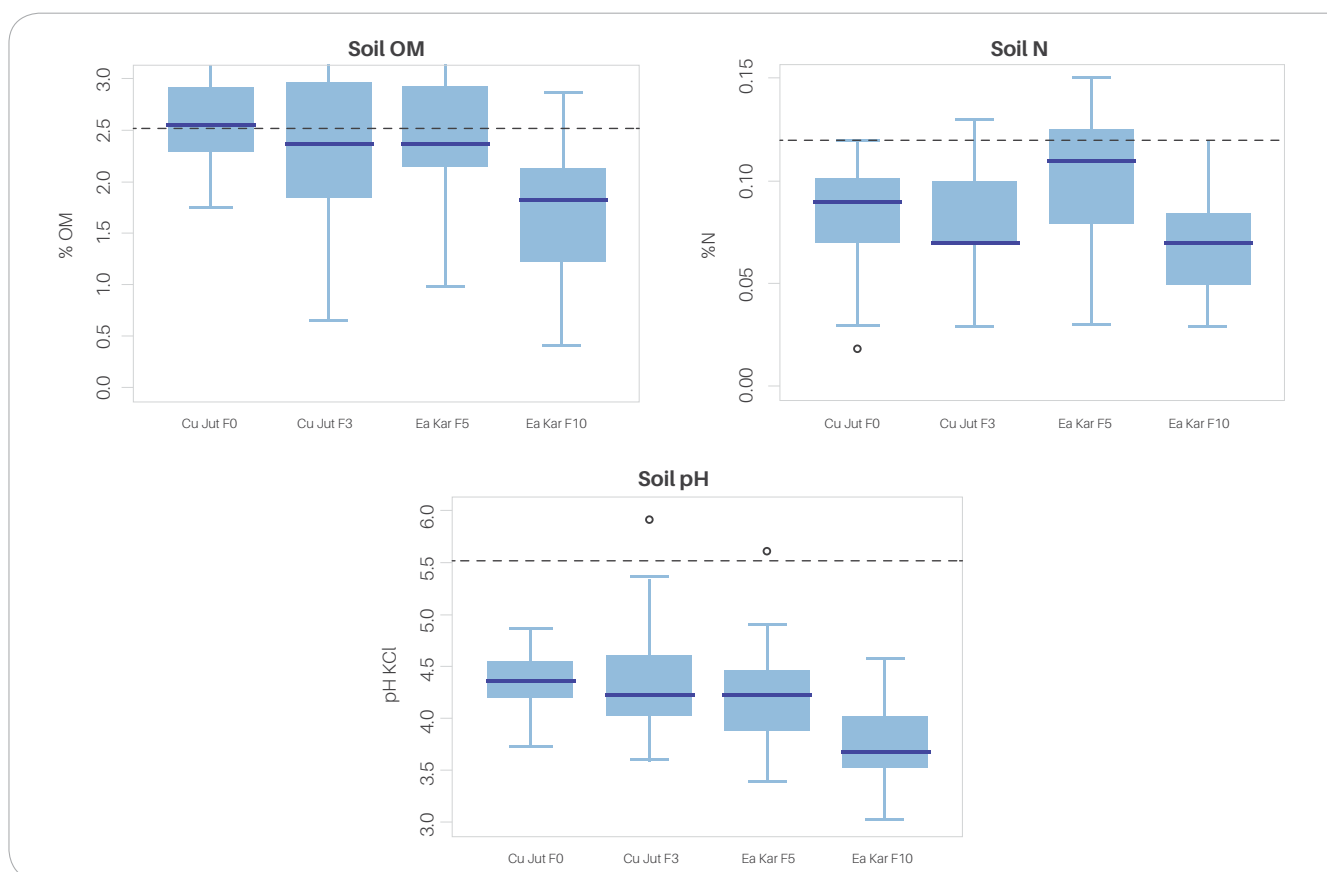 Soil OM
% OM
3.0
2.5
2.0
1.5
1.0
0.5
0.0
Cu Jut F0 Cu Jut F3 Ea Kar F5 Ea Kar F10
Soil N
%N
0.15
0.10
0.05
0.00
Cu Jut F0 Cu Jut F3 Ea Kar F5 Ea Kar F10
Soil pH
pH KCl
6.0
5.5
5.0
4.5
4.0
3.5
3.0
Cu Jut F0 Cu Jut F3 Ea Kar F5 Ea Kar F10